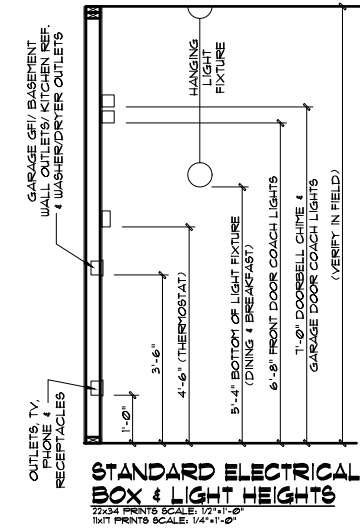 GARAGE GFI/ BASEMENT
WALL OUTLETS/ KITCHEN REF.
& WASHER/DRYER OUTLETS
OUTLETS, TV,
PHONE &
RECEPTACLES
HANGING
LIGHT
FIXTURE
1'-0"
3'-6"
4'-6" (THERMOSTAT)
5'-4" BOTTOM OF LIGHT FIXTURE
(DINING & BREAKFAST)
6'-8" FRONT DOOR COACH LIGHTS
7'-0" DOORBELL CHIME &
GARAGE DOOR COACH LIGHTS
(VERIFY IN FIELD)
STANDARD ELECTRICAL
BOX & LIGHT HEIGHTS
22x34 PRINTS SCALE: 1/2"=1'-0"
11x17 PRINTS SCALE: 1/4"=1'-0"